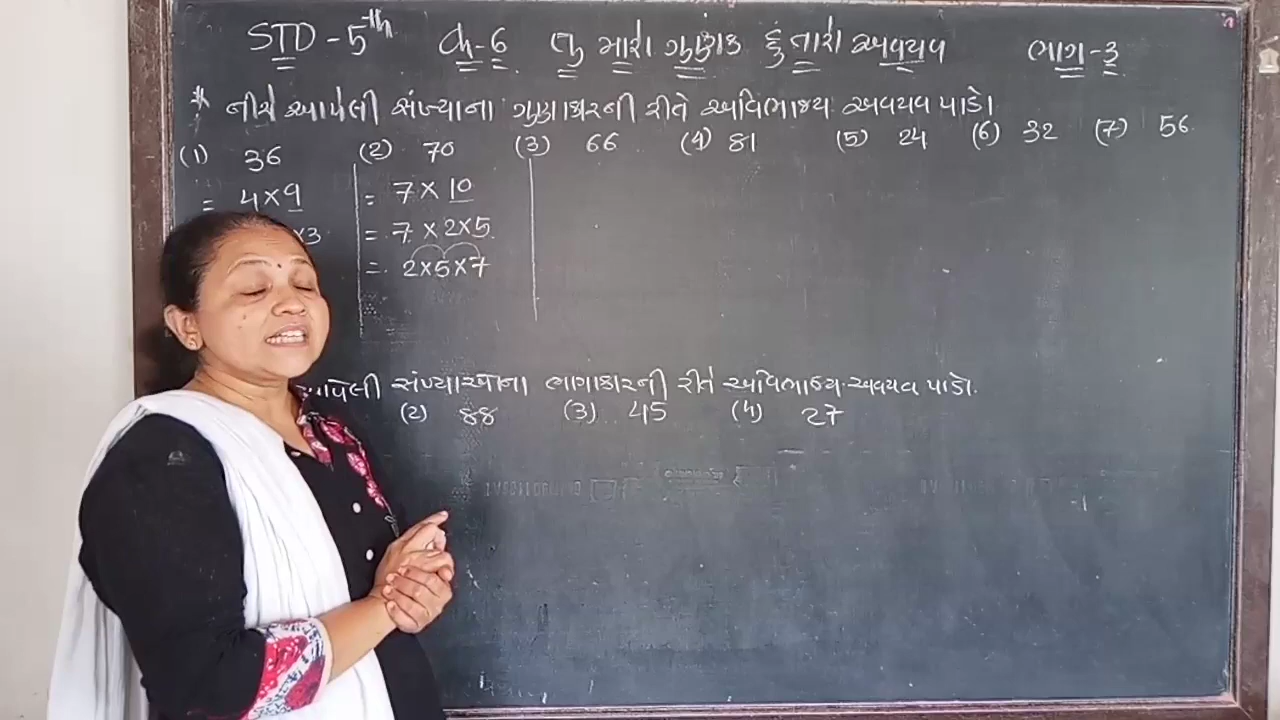 STD - 5th Ch-6 તુ મારો ગુણાંક હું તારો અવયવ ભાગ-3
* નીચે આપેલી સંખ્યાના ગુણાકારની રીતે અવિભાજ્ય અવયવ પાડો.
(1) 36 (2) 70 (3) 66 (4) 81 (5) 24 (6) 32 (7) 56
= 4 × 9 = 7 × 10
×3 = 7 × 2 × 5
= 2×5×7
આપેલી સંખ્યાઓના ભાગાકારની રીતે અવિભાજ્ય અવયવ પાડો.
(2) 88 (3) 45 (4) 27